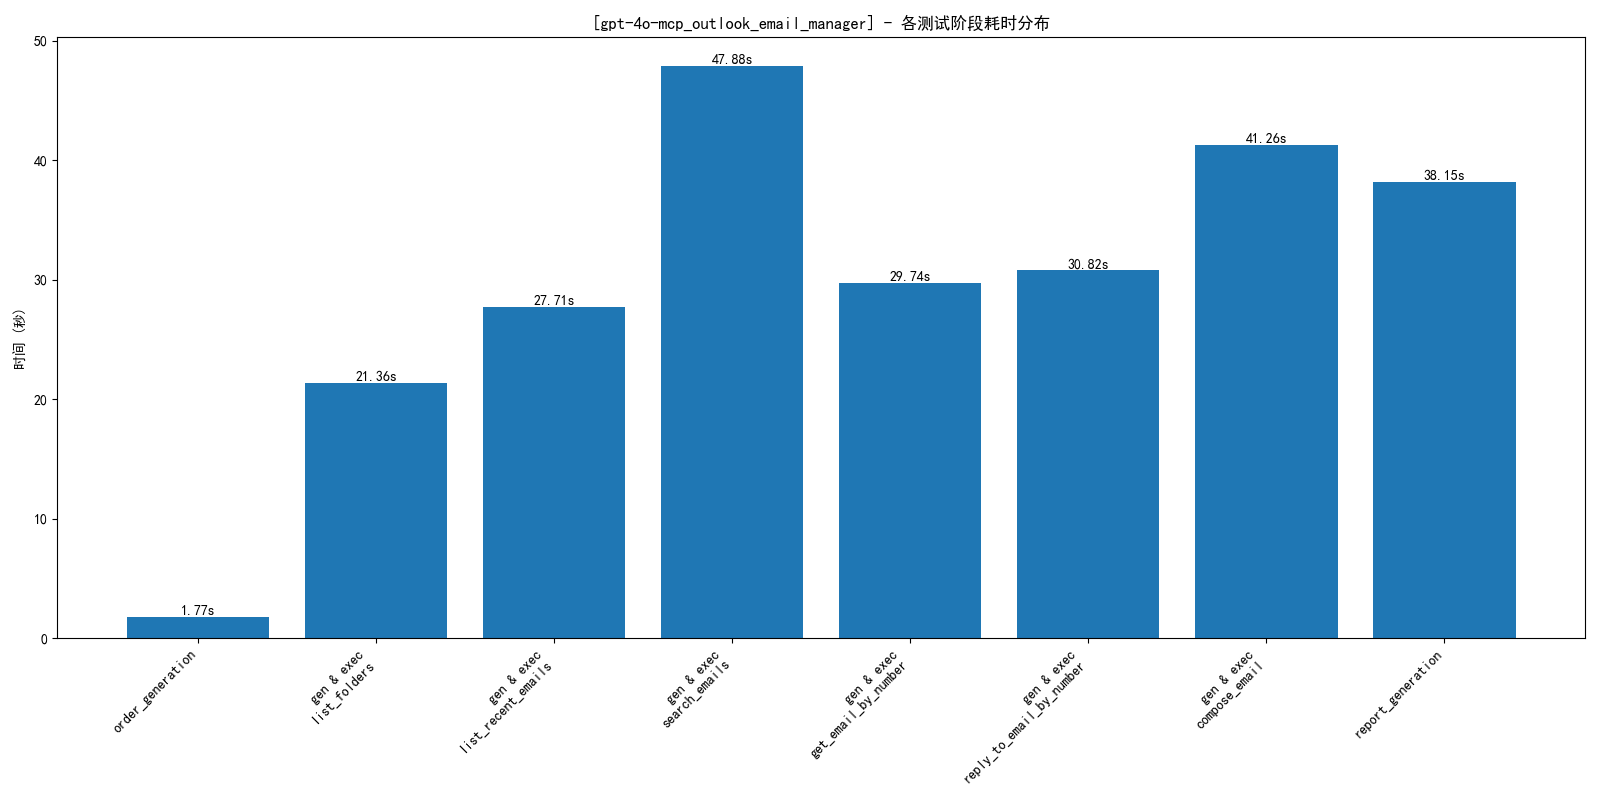 [gpt-4o-mcp_outlook_email_manager] - 各测试阶段耗时分布
时间 (秒)
50
40
30
20
10
0
1.77s
21.36s
27.71s
47.88s
29.74s
30.82s
41.26s
38.15s
order_generation
gen & exec
list_folders
gen & exec
list_recent_emails
gen & exec
search_emails
gen & exec
get_email_by_number
gen & exec
reply_to_email_by_number
gen & exec
compose_email
report_generation